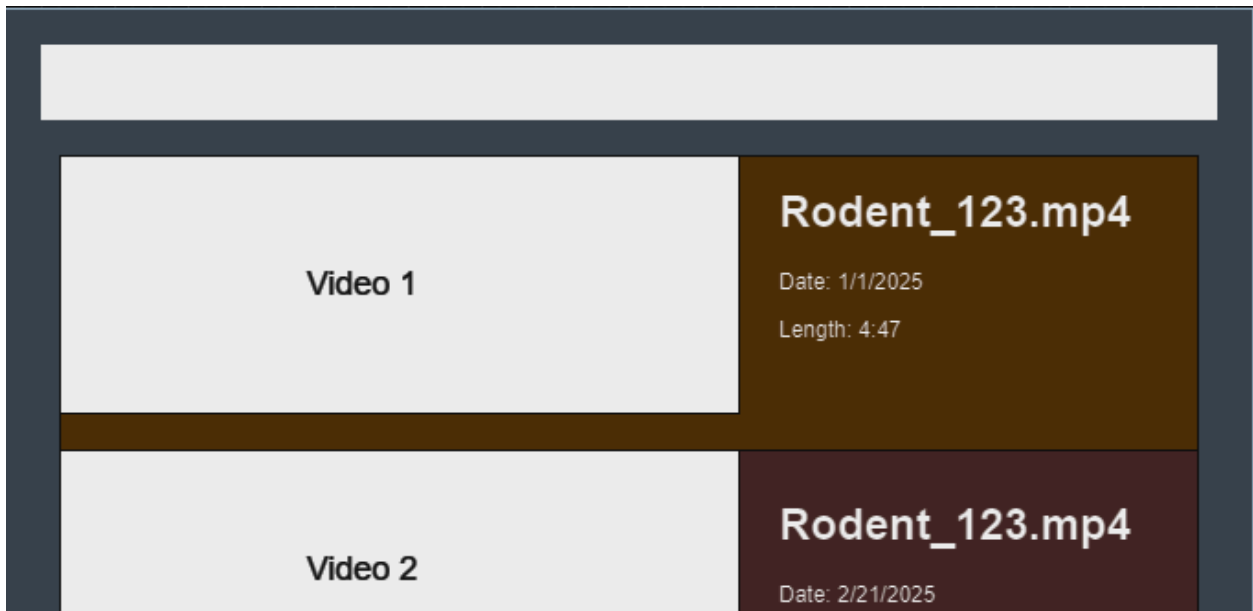 Video 1
Rodent_123.mp4
Date: 1/1/2025
Length: 4:47
Video 2
Rodent_123.mp4
Date: 2/21/2025